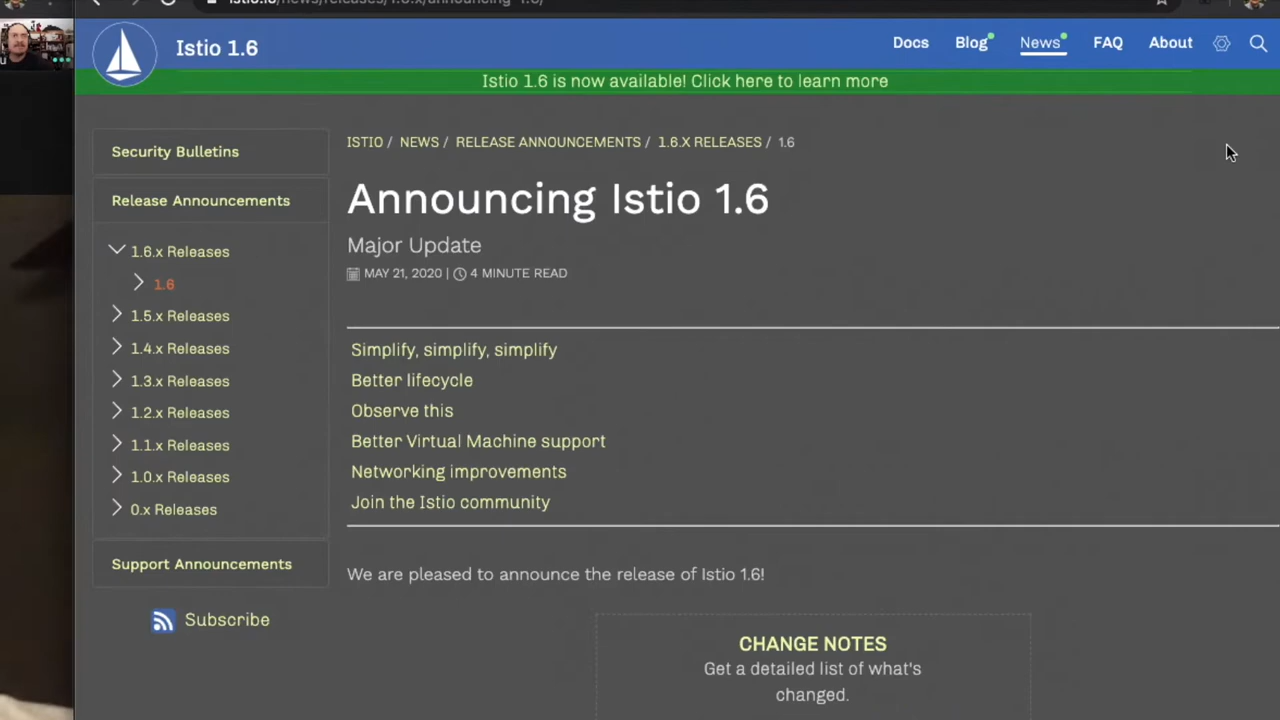 Istio 1.6
Docs
Blog
News
FAQ
About
Istio 1.6 is now available! Click here to learn more
Security Bulletins
Release Announcements
1.6.x Releases
1.6
1.5.x Releases
1.4.x Releases
1.3.x Releases
1.2.x Releases
1.1.x Releases
1.0.x Releases
0.x Releases
Support Announcements
Subscribe
ISTIO / NEWS / RELEASE ANNOUNCEMENTS / 1.6.X RELEASES / 1.6
Announcing Istio 1.6
Major Update
MAY 21, 2020 | 4 MINUTE READ
Simplify, simplify, simplify
Better lifecycle
Observe this
Better Virtual Machine support
Networking improvements
Join the Istio community
We are pleased to announce the release of Istio 1.6!
CHANGE NOTES
Get a detailed list of what's
changed.